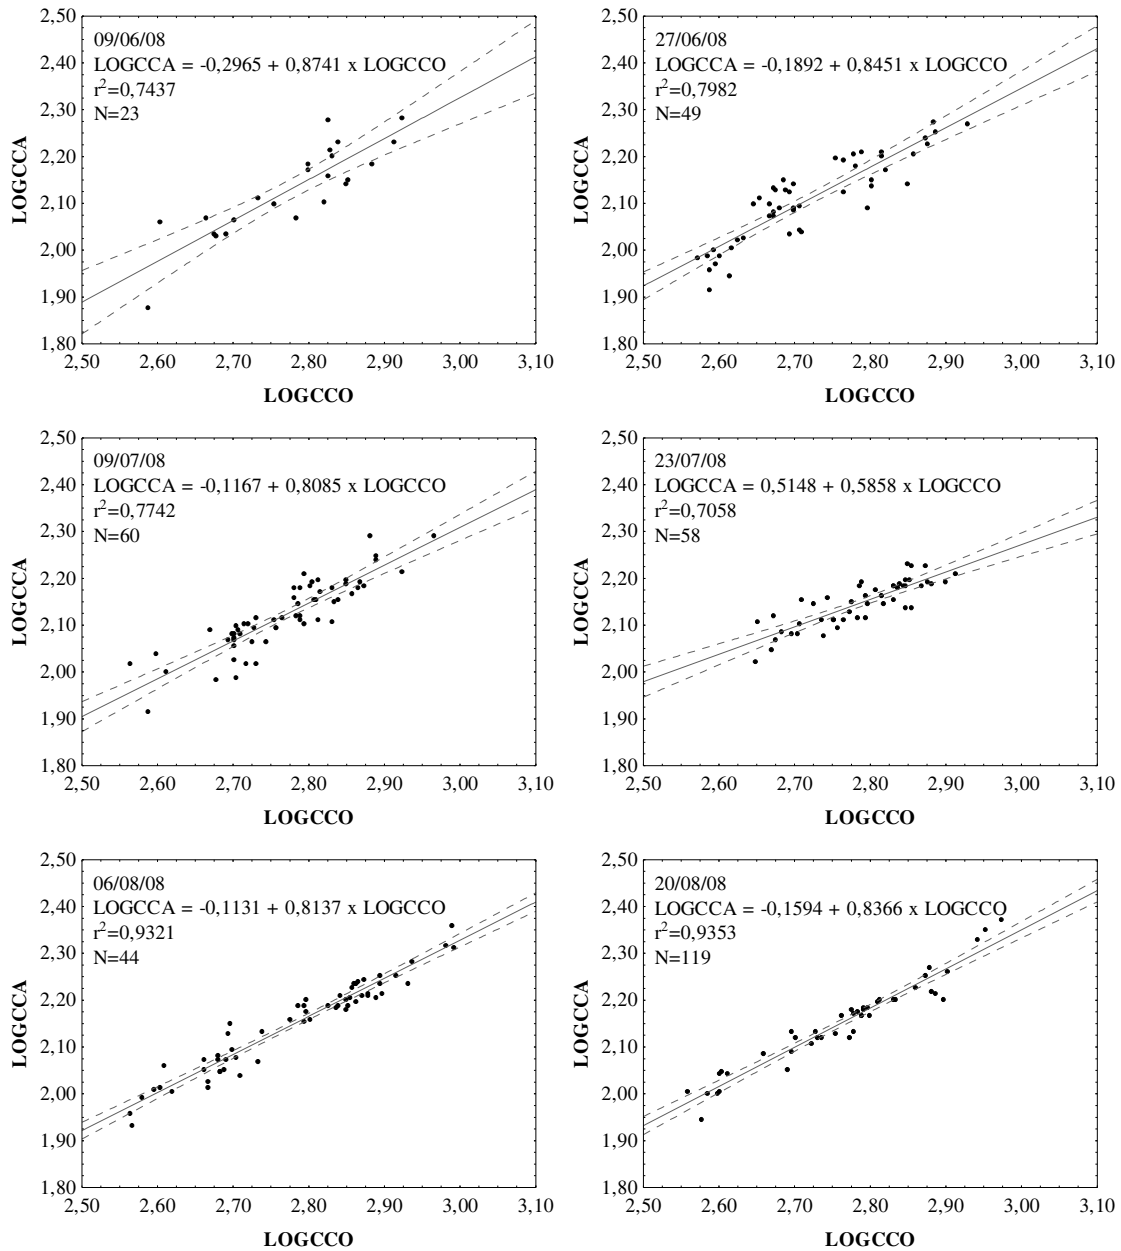 2,50
2,40
2,30
2,20
2,10
2,00
1,90
1,80
LOGCCA
09/06/08
LOGCCA = -0,2965 + 0,8741 x LOGCCO
r²=0,7437
N=23
2,50 2,60 2,70 2,80 2,90 3,00 3,10
LOGCCO
2,50
2,40
2,30
2,20
2,10
2,00
1,90
1,80
LOGCCA
27/06/08
LOGCCA = -0,1892 + 0,8451 x LOGCCO
r²=0,7982
N=49
2,50 2,60 2,70 2,80 2,90 3,00 3,10
LOGCCO
2,50
2,40
2,30
2,20
2,10
2,00
1,90
1,80
LOGCCA
09/07/08
LOGCCA = -0,1167 + 0,8085 x LOGCCO
r²=0,7742
N=60
2,50 2,60 2,70 2,80 2,90 3,00 3,10
LOGCCO
2,50
2,40
2,30
2,20
2,10
2,00
1,90
1,80
LOGCCA
23/07/08
LOGCCA = 0,5148 + 0,5858 x LOGCCO
r²=0,7058
N=58
2,50 2,60 2,70 2,80 2,90 3,00 3,10
LOGCCO
2,50
2,40
2,30
2,20
2,10
2,00
1,90
1,80
LOGCCA
06/08/08
LOGCCA = -0,1131 + 0,8137 x LOGCCO
r²=0,9321
N=44
2,50 2,60 2,70 2,80 2,90 3,00 3,10
LOGCCO
2,50
2,40
2,30
2,20
2,10
2,00
1,90
1,80
LOGCCA
20/08/08
LOGCCA = -0,1594 + 0,8366 x LOGCCO
r²=0,9353
N=119
2,50 2,60 2,70 2,80 2,90 3,00 3,10
LOGCCO